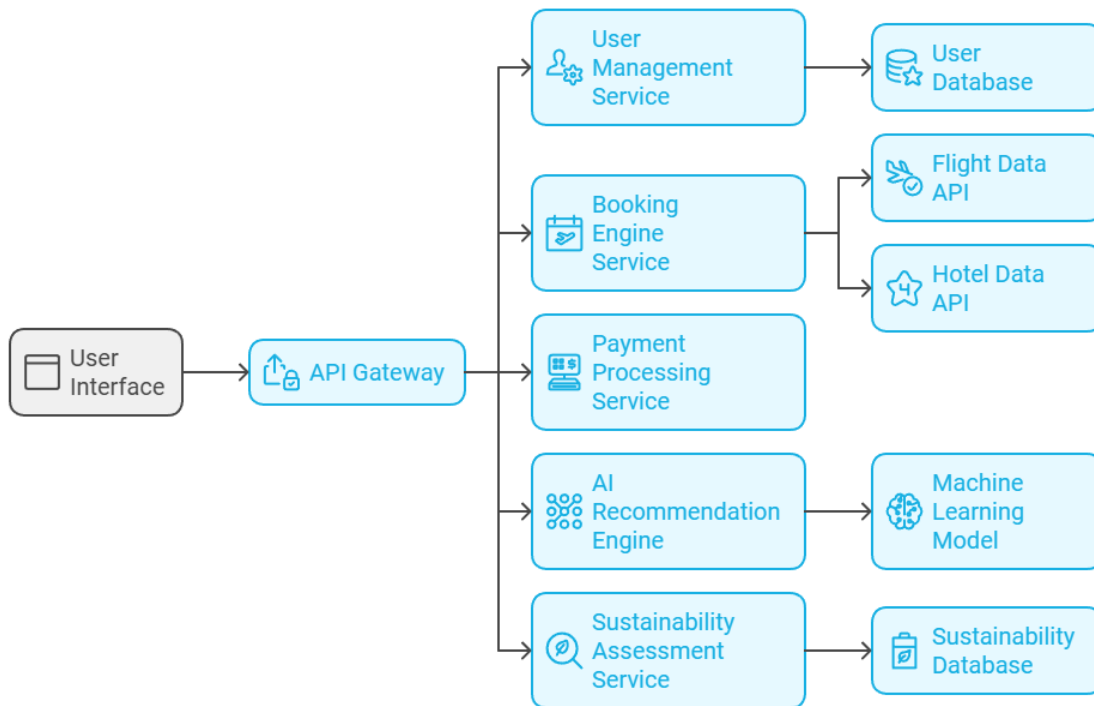 User
Interface
API Gateway
User
Management
Service
User
Database
Booking
Engine
Service
Flight Data
API
Hotel Data
API
4
Payment
Processing
Service
$
AI
Recommendation
Engine
Machine
Learning
Model
Sustainability
Assessment
Service
Sustainability
Database